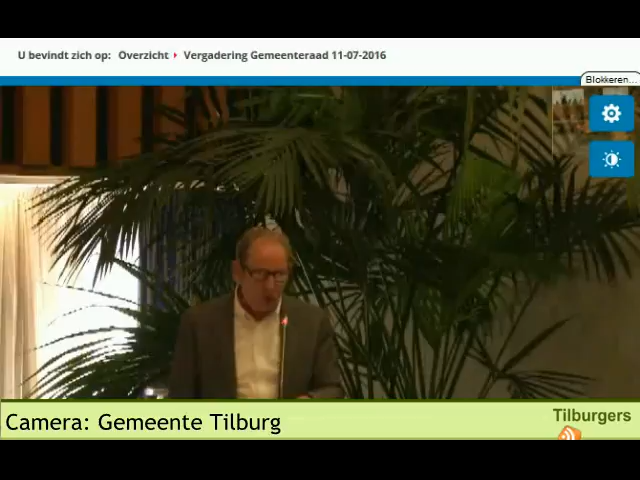 U bevindt zich op: Overzicht Vergadering Gemeenteraad 11-07-2016
Blokkeren...
Camera: Gemeente Tilburg
Tilburgers